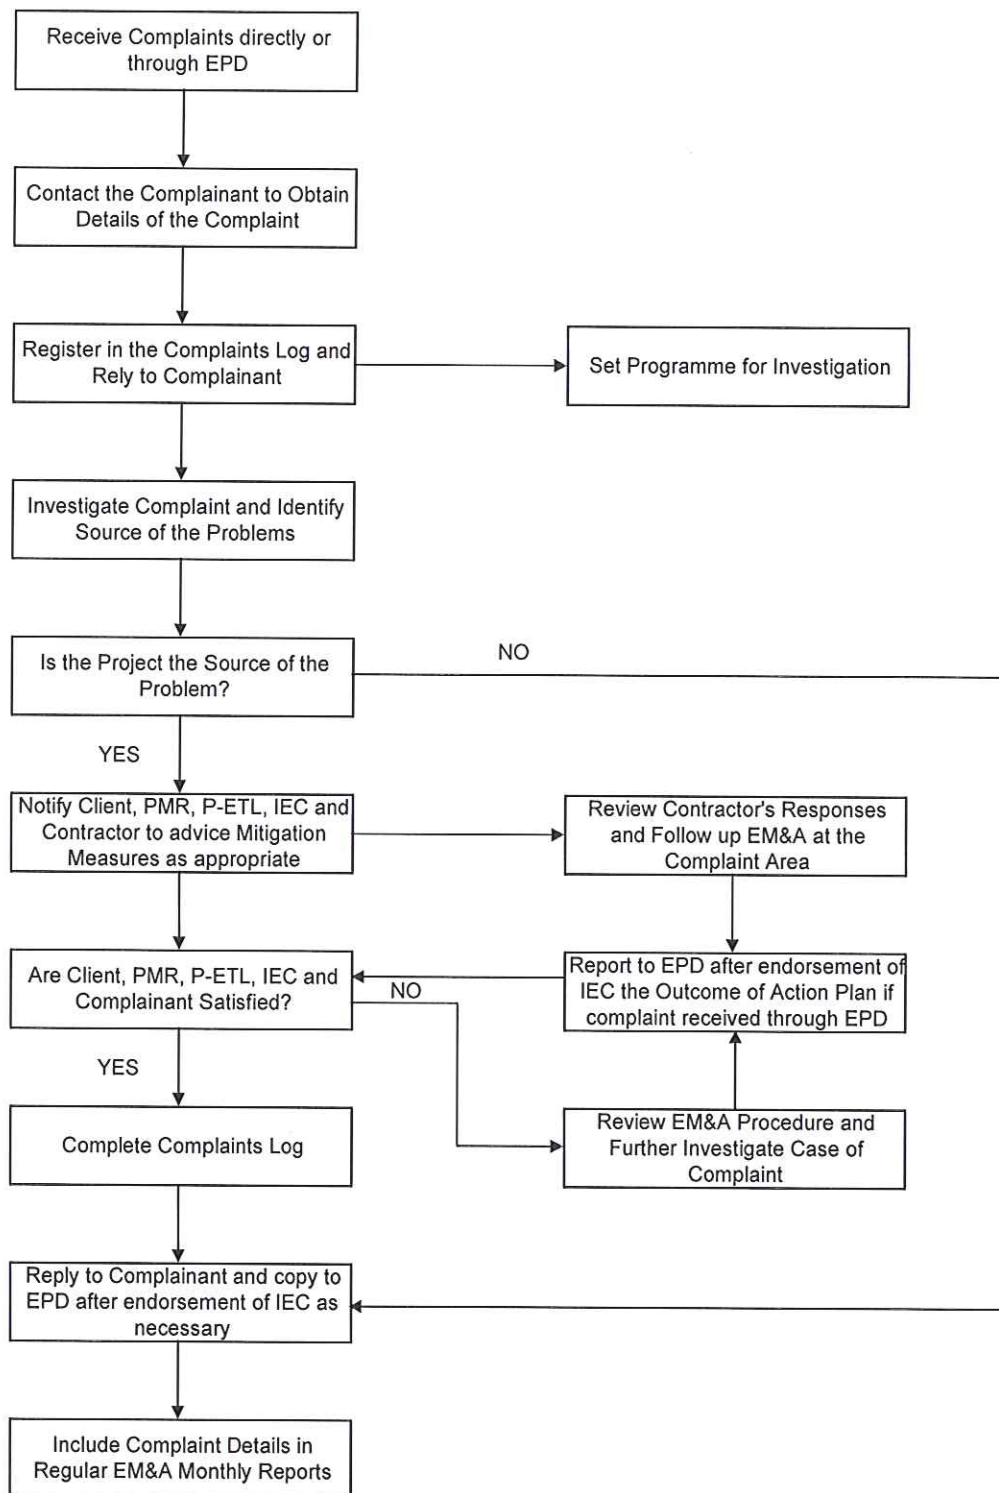 Receive Complaints directly or
through EPD
Contact the Complainant to Obtain
Details of the Complaint
Register in the Complaints Log and
Rely to Complainant
Set Programme for Investigation
Investigate Complaint and Identify
Source of the Problems
Is the Project the Source of the
Problem?
NO
YES
Notify Client, PMR, P-ETL, IEC and
Contractor to advice Mitigation
Measures as appropriate
Review Contractor's Responses
and Follow up EM&A at the
Complaint Area
Are Client, PMR, P-ETL, IEC and
Complainant Satisfied?
NO
Report to EPD after endorsement of
IEC the Outcome of Action Plan if
complaint received through EPD
YES
Complete Complaints Log
Review EM&A Procedure and
Further Investigate Case of
Complaint
Reply to Complainant and copy to
EPD after endorsement of IEC as
necessary
Include Complaint Details in
Regular EM&A Monthly Reports